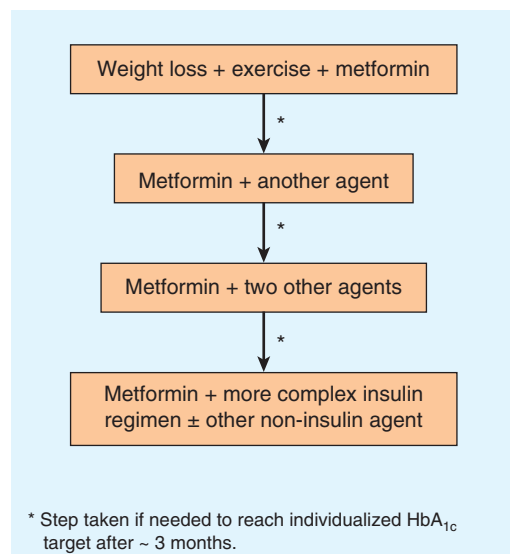 Weight loss + exercise + metformin
*
Metformin + another agent
*
Metformin + two other agents
*
Metformin + more complex insulin
regimen ± other non-insulin agent
* Step taken if needed to reach individualized HbA1c
target after ~ 3 months.